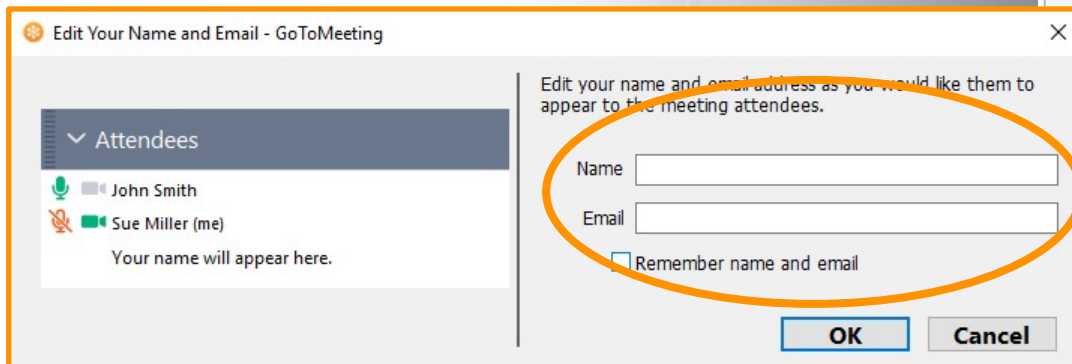 Edit Your Name and Email - GoToMeeting
Attendees
John Smith
Sue Miller (me)
Your name will appear here.
Edit your name and email address as you would like them to
appear to the meeting attendees.
Name
Email
Remember name and email
OK
Cancel